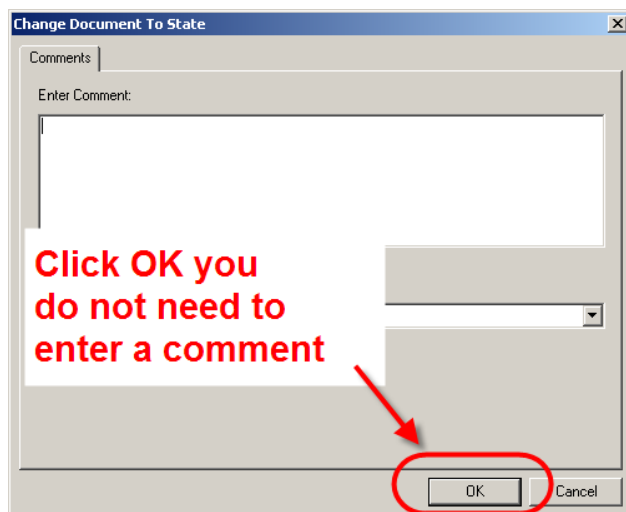 Change Document To State
Comments
Enter Comment:
Click OK you
do not need to
enter a comment
OK
Cancel